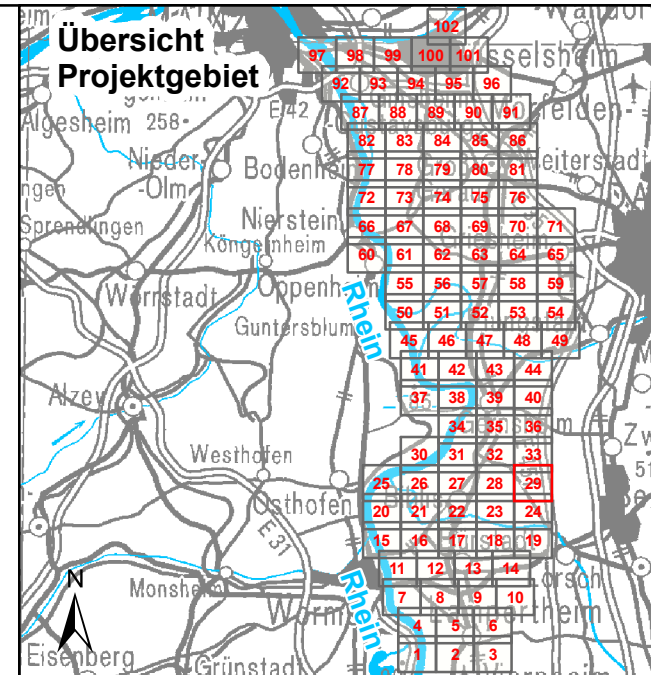 Übersicht
Projektgebiet
102
97 98 99 100 101
sselsheim
92 93 94 95 96
E 42
87 88 89 90 91
Algesheim 258
82 83 84 85 86
Nieder-
-Olm
Bodenheim
Weiterstadt
77 78 79 80 81
72 73 74 75 76
Sprendlingen
Nierstein
66 67 68 69 70 71
Köngernheim
60 61 62 63 64 65
Wörrstadt
Oppenh.im
55 56 57 58 59
Rhein
50 51 52 53 54
Guntersblum
45 46 47 48 49
41 42 43 44
Alzey
37 38 39 40
34 35 36
Westhofen
30 31 32 33
25 26 27 28 29
Osthofen
20 21 22 23 24
E 31
15 16 17 18 19
11 12 13 14
Lorsch
N
Monsheim
Rhein
Worms
7 8 9 10
4 5 6
Eisenberg
Grünstadt
1 2 3